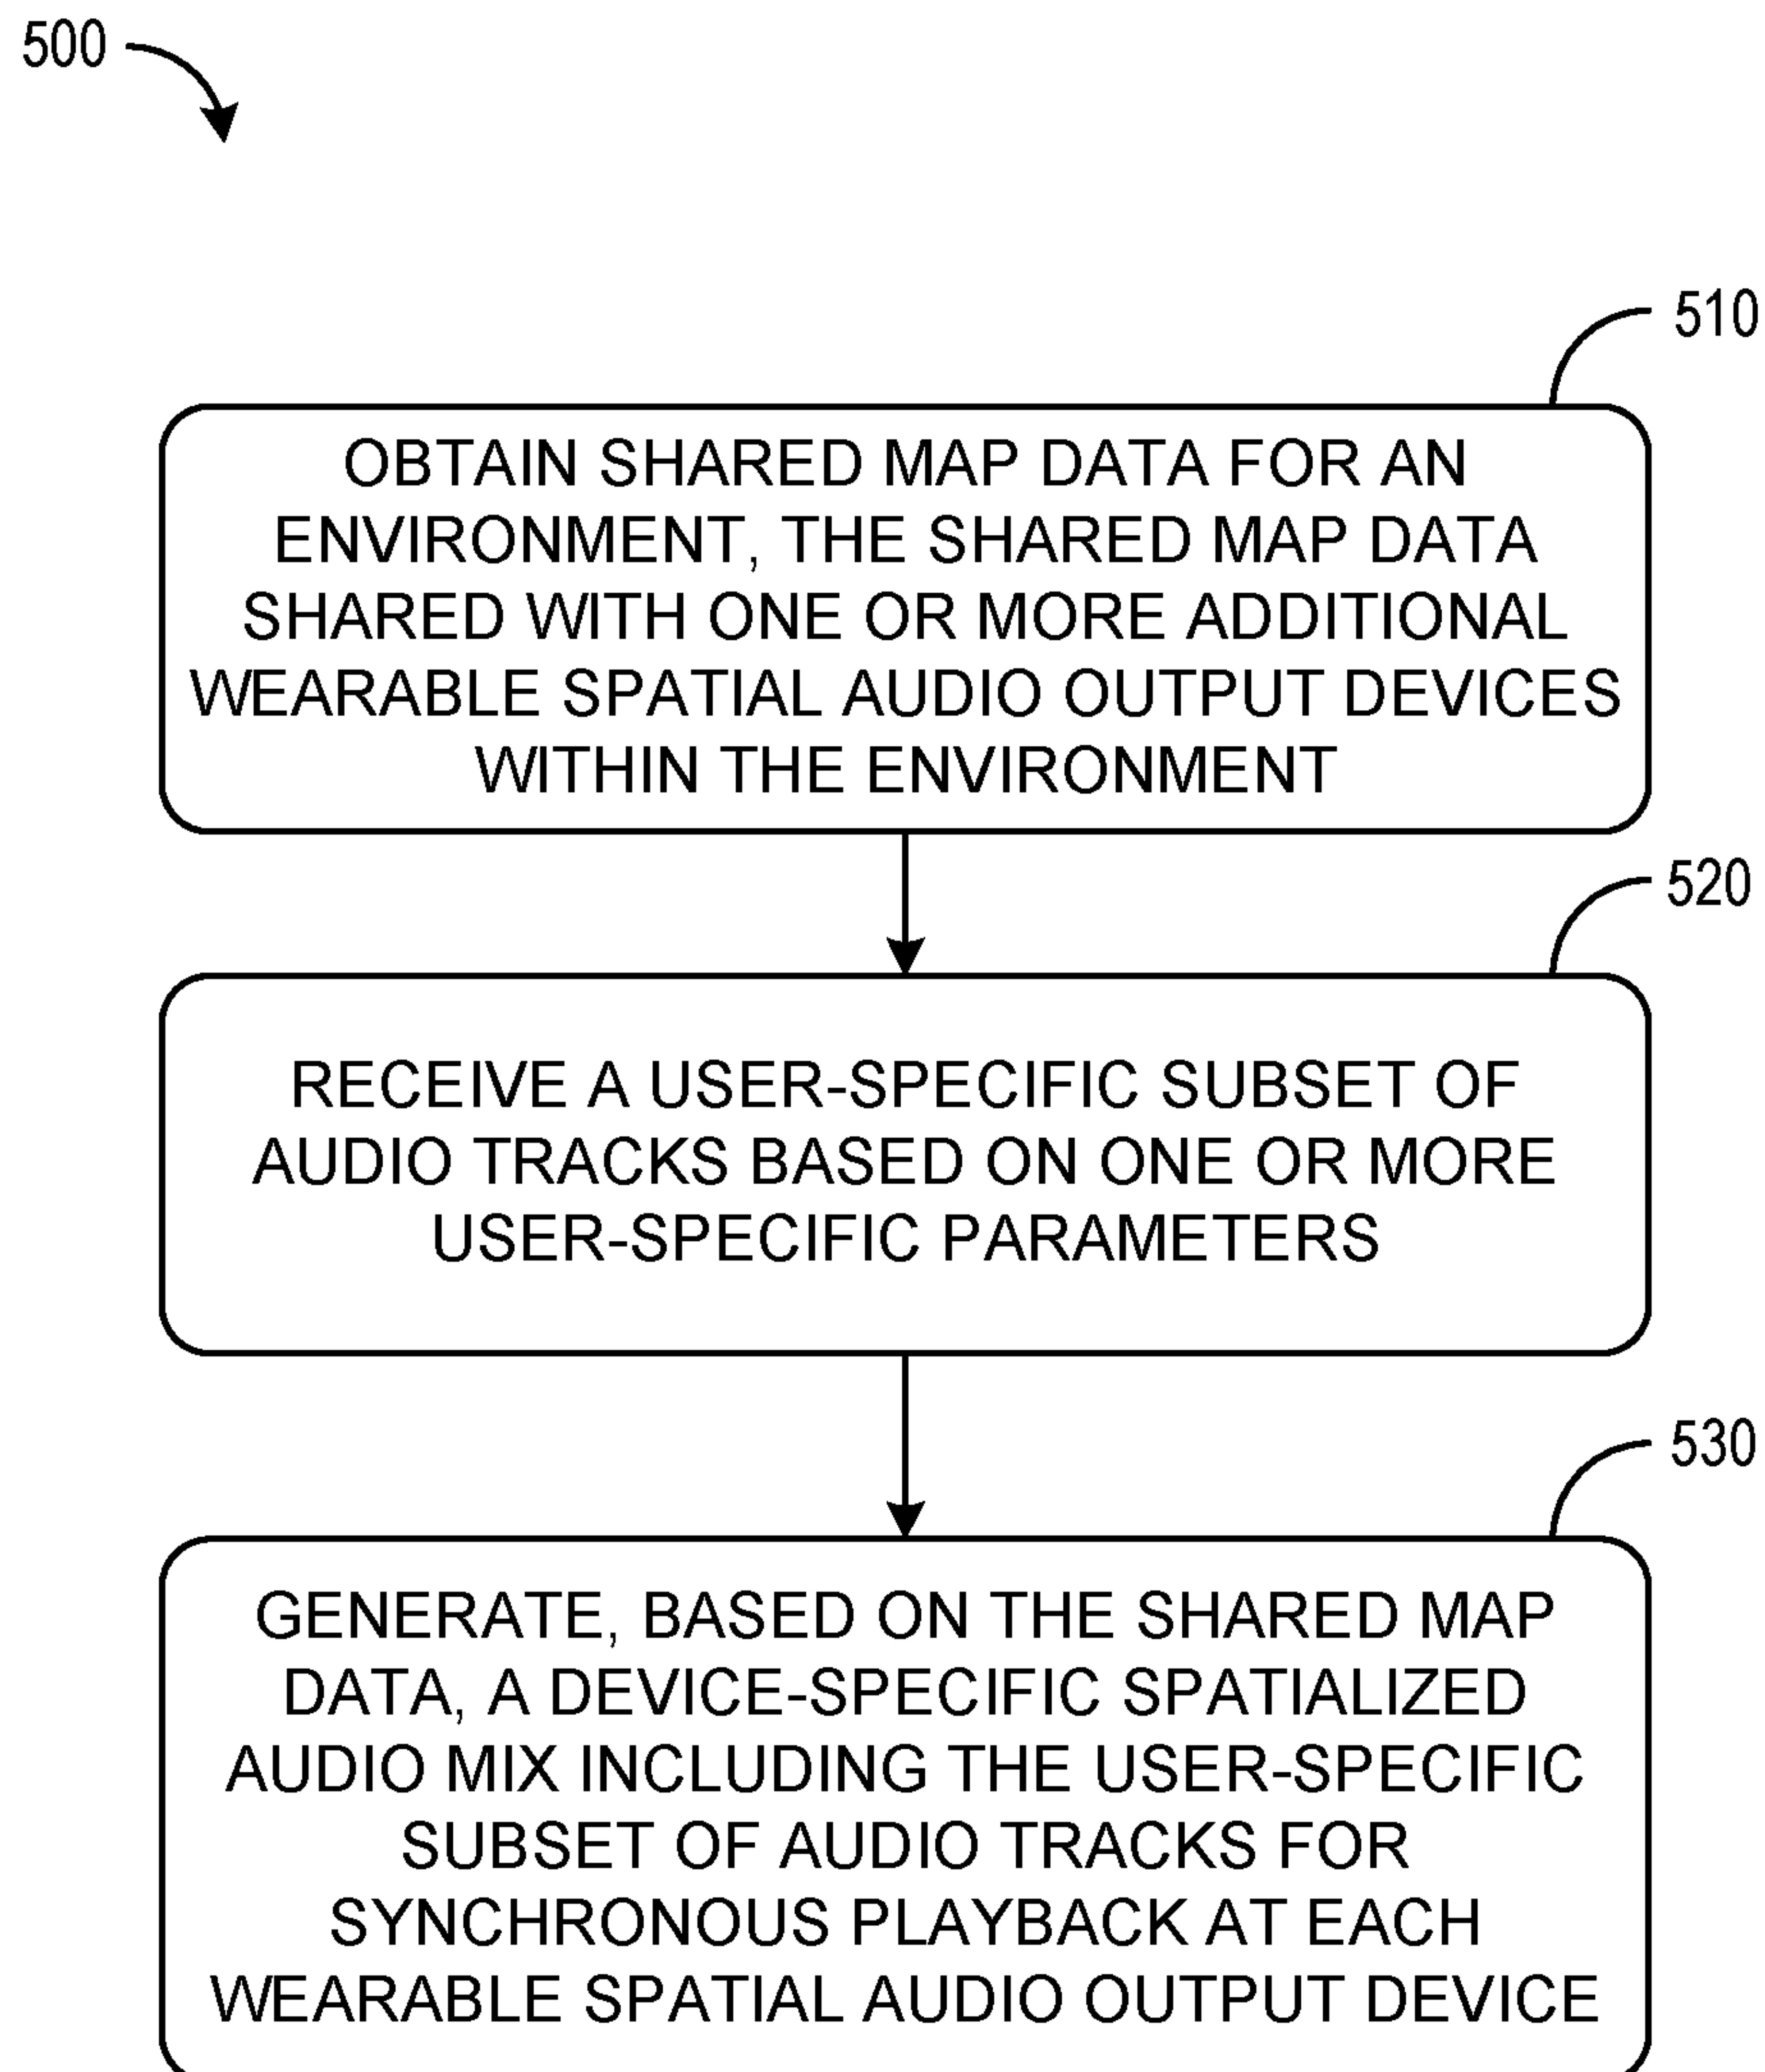 500
510
OBTAIN SHARED MAP DATA FOR AN
ENVIRONMENT, THE SHARED MAP DATA
SHARED WITH ONE OR MORE ADDITIONAL
WEARABLE SPATIAL AUDIO OUTPUT DEVICES
WITHIN THE ENVIRONMENT
520
RECEIVE A USER-SPECIFIC SUBSET OF
AUDIO TRACKS BASED ON ONE OR MORE
USER-SPECIFIC PARAMETERS
530
GENERATE, BASED ON THE SHARED MAP
DATA, A DEVICE-SPECIFIC SPATIALIZED
AUDIO MIX INCLUDING THE USER-SPECIFIC
SUBSET OF AUDIO TRACKS FOR
SYNCHRONOUS PLAYBACK AT EACH
WEARABLE SPATIAL AUDIO OUTPUT DEVICE